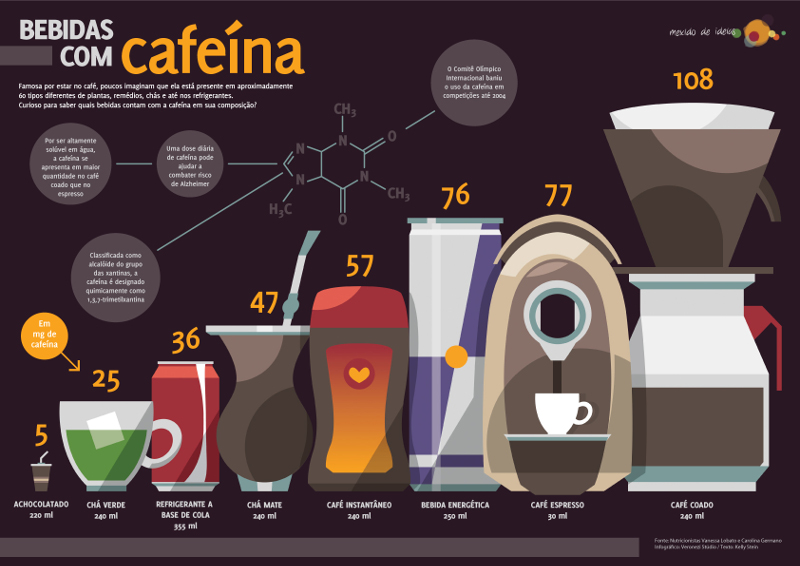 BEBIDAS
COM cafeína
Famosa por estar no café, poucos imaginam que ela está presente em aproximadamente
60 tipos diferentes de plantas, remédios, chás e até nos refrigerantes.
Curioso para saber quais bebidas contam com a cafeína em sua composição?
mexido de ideias
O Comitê Olímpico
Internacional baniu
o uso da cafeína em
competições até 2004
Por ser altamente
solúvel em água,
a cafeína se
apresenta em maior
quantidade no café
coado que no
espresso
Uma dose diária
de cafeína pode
ajudar a
combater risco
de Alzheimer
CH3
N
N
O
N
N
CH3
H3C
O
Classificada como
alcalóide do grupo
das xantinas, a
cafeína é designado
quimicamente como
1,3,7-trimetilxantina
Em
mg de
cafeína
5
25
36
47
57
76
77
108
ACHOCOLATADO
220 ml
CHÁ VERDE
240 ml
REFRIGERANTE A
BASE DE COLA
355 ml
CHÁ MATE
240 ml
CAFÉ INSTANTÂNEO
240 ml
BEBIDA ENERGÉTICA
250 ml
CAFÉ ESPRESSO
30 ml
CAFÉ COADO
240 ml
Fonte: Nutricionistas Vanessa Lobato e Carolina Germano
Infográfico: Veronezi Stúdio / Texto: Kelly Stein